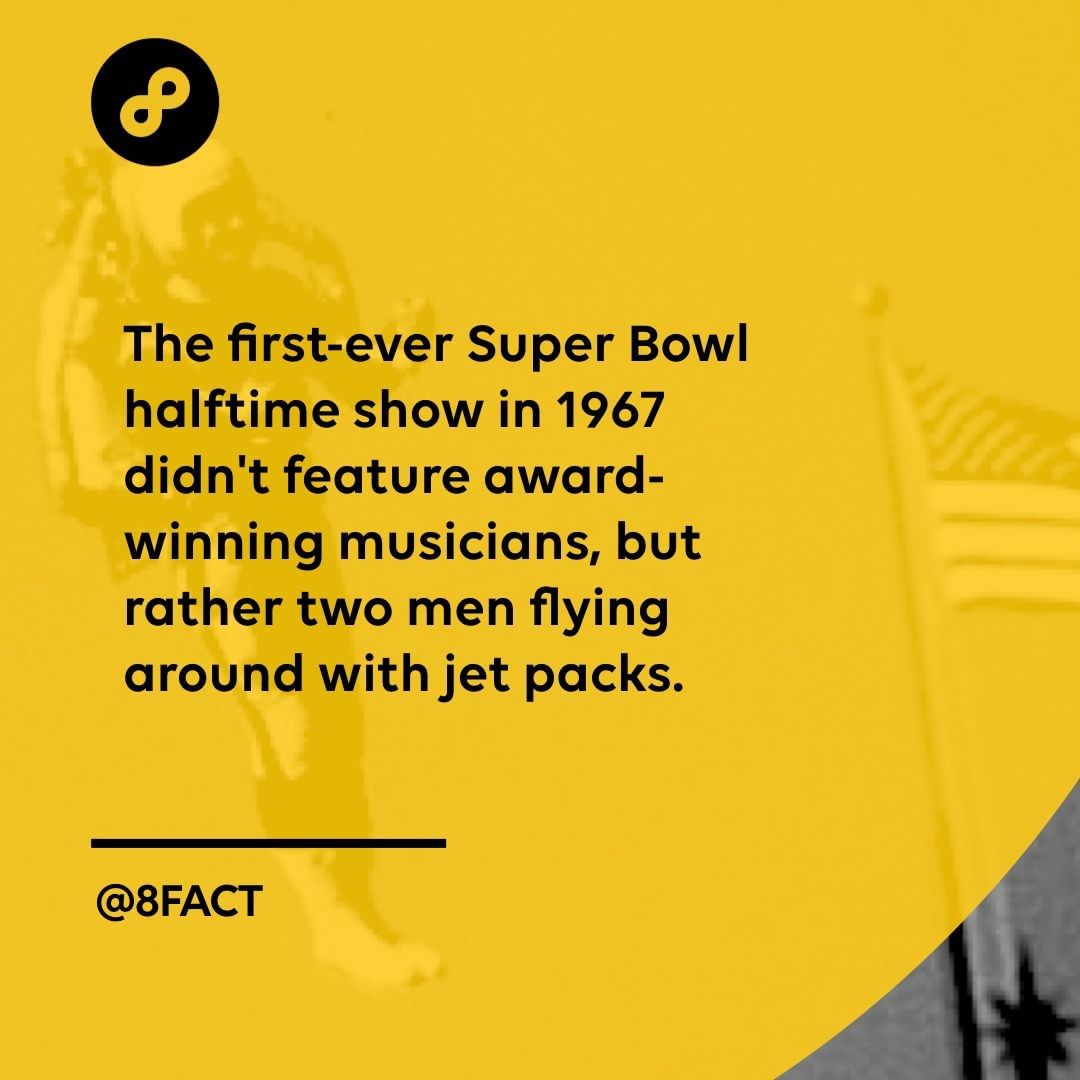 The first-ever Super Bowl
halftime show in 1967
didn't feature award-
winning musicians, but
rather two men flying
around with jet packs.
@8FACT